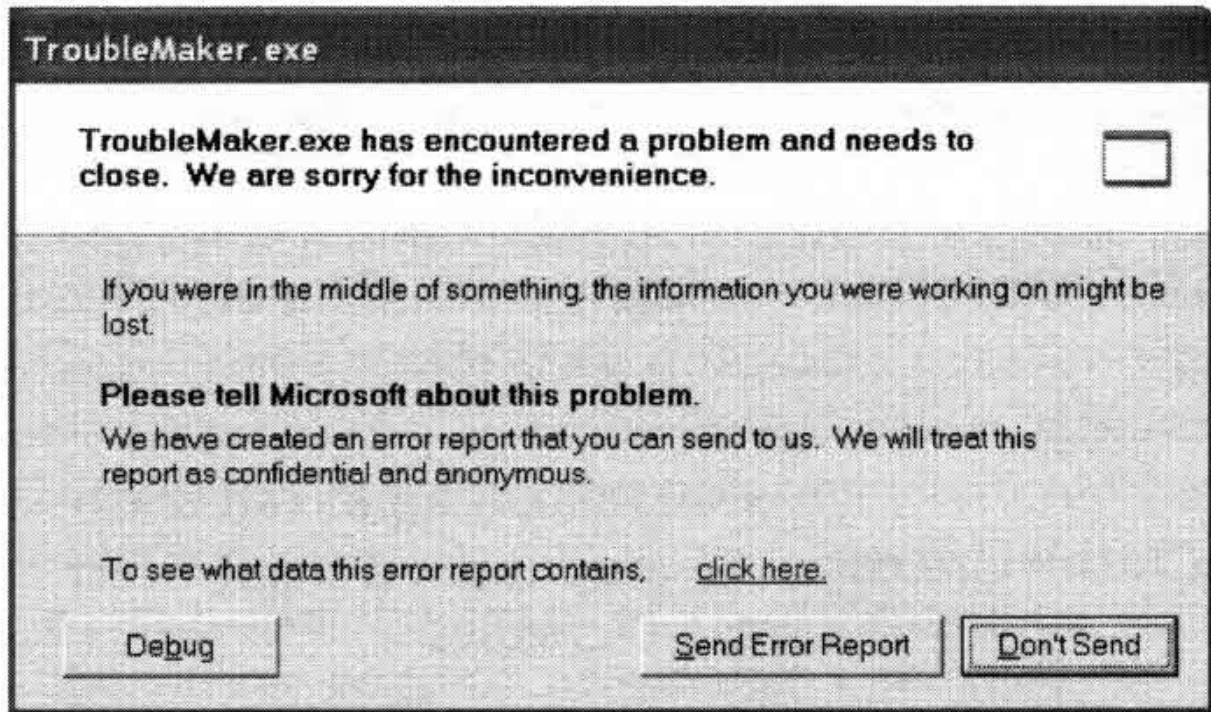 TroubleMaker.exe
TroubleMaker.exe has encountered a problem and needs to
close. We are sorry for the inconvenience.
If you were in the middle of something, the information you were working on might be
lost.
Please tell Microsoft about this problem.
We have created an error report that you can send to us. We will treat this
report as confidential and anonymous.
To see what data this error report contains, click here.
Debug Send Error Report Don't Send